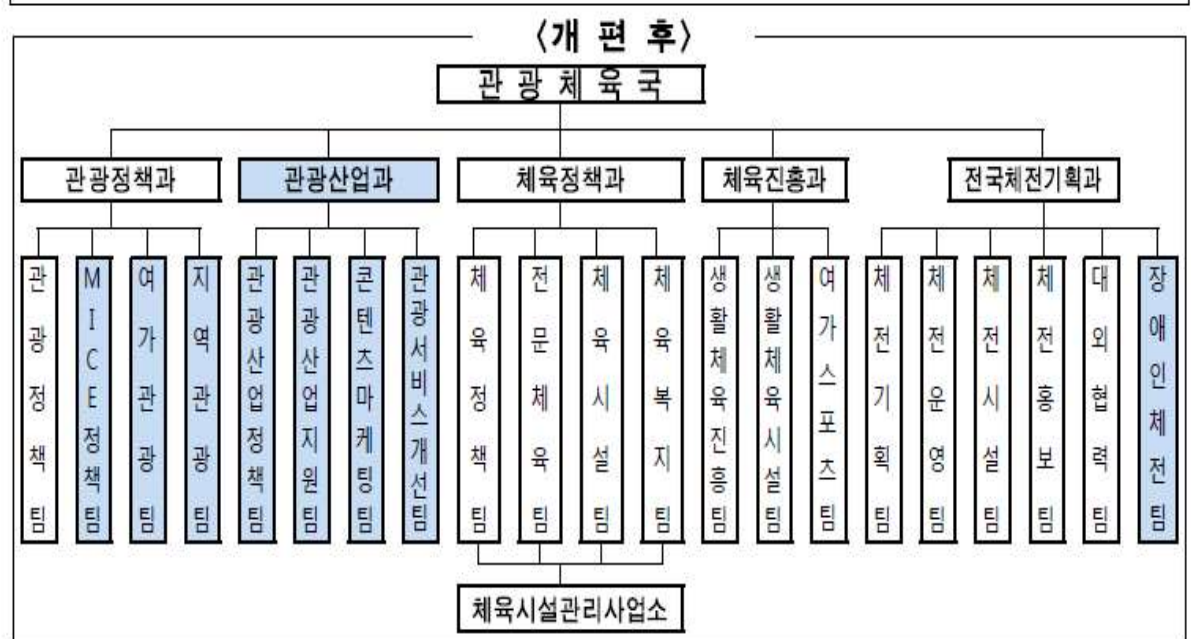 〈개 편 후〉
관 광 체 육 국
관광정책과
관광산업과
체육정책과
체육진흥과
전국체전기획과
관광정책팀
MICE정책팀
여가관광팀
지역관광팀
관광산업정책팀
관광산업지원팀
콘텐츠마케팅팀
관광서비스개선팀
체육정책팀
전문체육팀
체육시설팀
체육복지팀
생활체육진흥팀
생활체육시설팀
여가스포츠팀
체전기획팀
체전운영팀
체전시설팀
체전홍보팀
대외협력팀
장애인체전팀
체육시설관리사업소